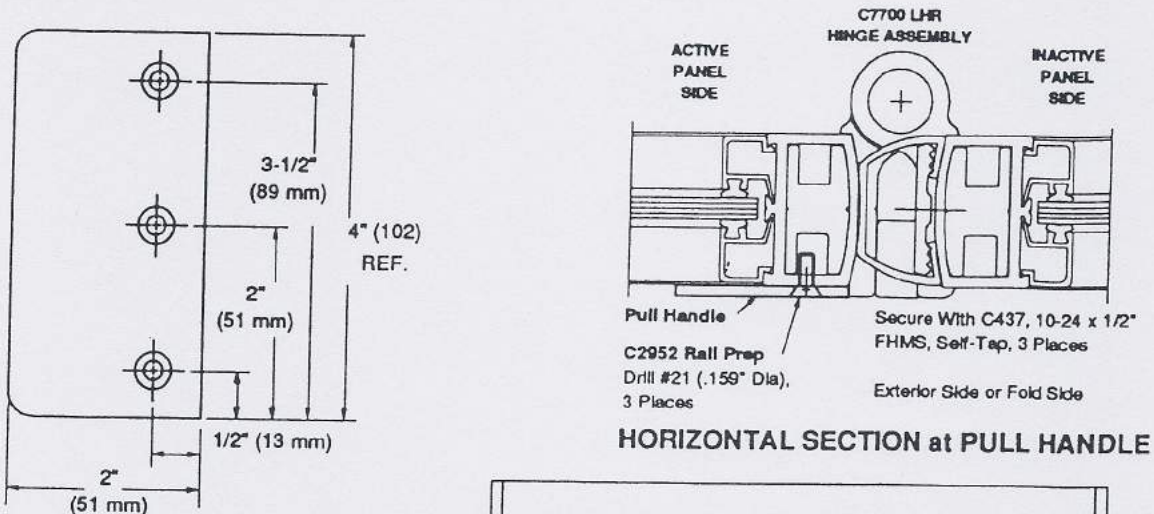 3-1/2"
(89 mm)
4" (102)
REF.
2"
(51 mm)
1/2" (13 mm)
2"
(51 mm)
C7700 LHR
HINGE ASSEMBLY
ACTIVE
PANEL
SIDE
INACTIVE
PANEL
SIDE
Pull Handle
C2952 Rail Prep
Drill #21 (.159" Dia),
3 Places
Secure With C437, 10-24 x 1/2"
FHMS, Self-Tap, 3 Places
Exterior Side or Fold Side
HORIZONTAL SECTION at PULL HANDLE